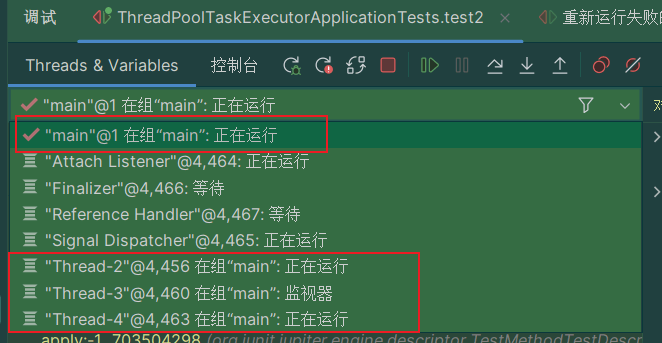 调试 ThreadPoolTaskExecutorApplicationTests.test2 × 重新运行失败的
Threads & Variables 控制台
"main"@1 在组“main”: 正在运行
"main"@1 在组“main”: 正在运行
"Attach Listener"@4,464: 正在运行
"Finalizer"@4,466: 等待
"Reference Handler"@4,467: 等待
"Signal Dispatcher"@4,465: 正在运行
"Thread-2"@4,456 在组“main”: 正在运行
"Thread-3"@4,460 在组“main”: 监视器
"Thread-4"@4,463 在组“main”: 正在运行
apply:-1, 703504298 (org.junit.jupiter.engine.descriptor.TestMethodTestDescr